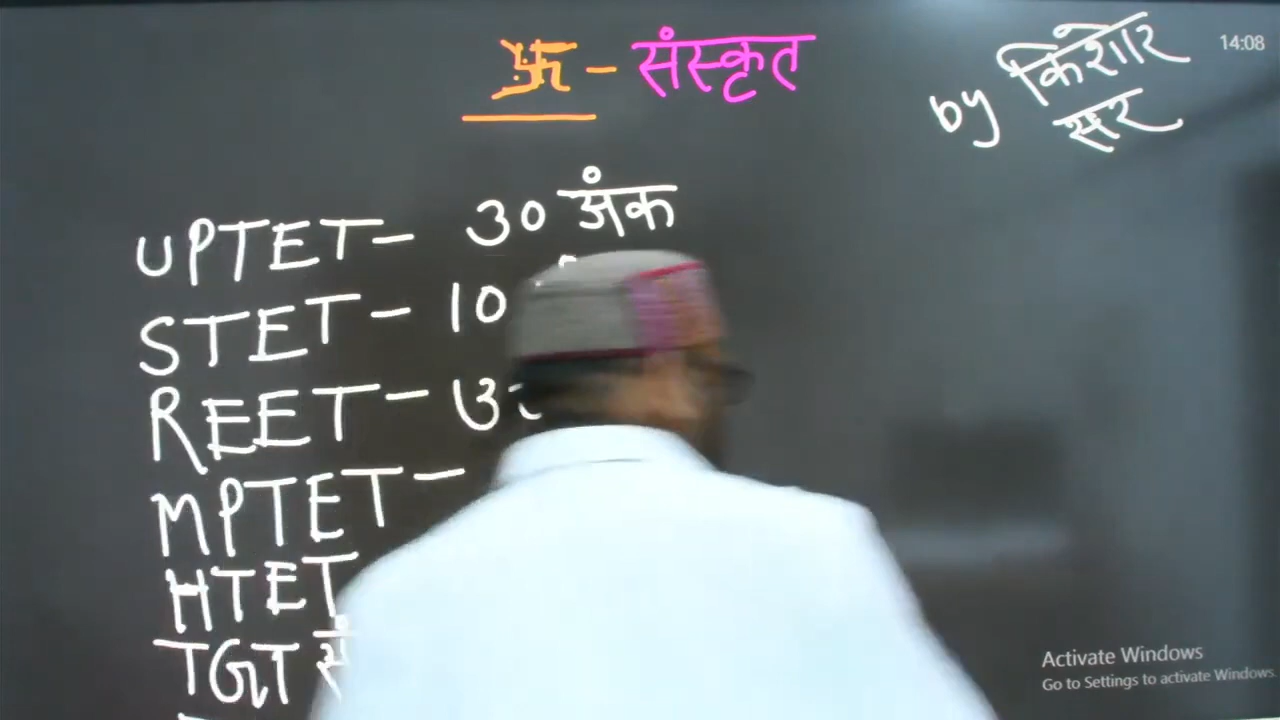 卐 - संस्कृत
by किशोर
सर
14:08
UPTET - 30 अंक
STET - 10
REET - 3
MPTET -
HTET
TGT सं
Activate Windows
Go to Settings to activate Windows.